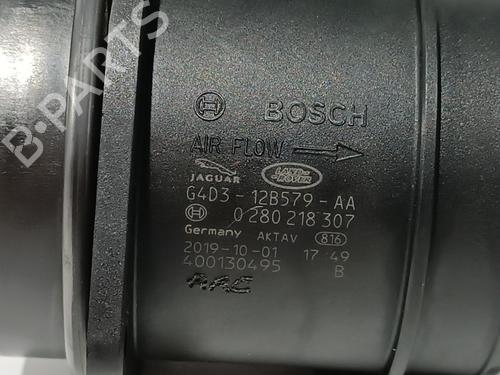 B-PARTS
BOSCH
AIR FLOW
JAGUAR LAND ROVER
G4D3-12B579-AA
0 280 218 307
Germany AKTAV 816
2019-10-01 17 49
400130495 B